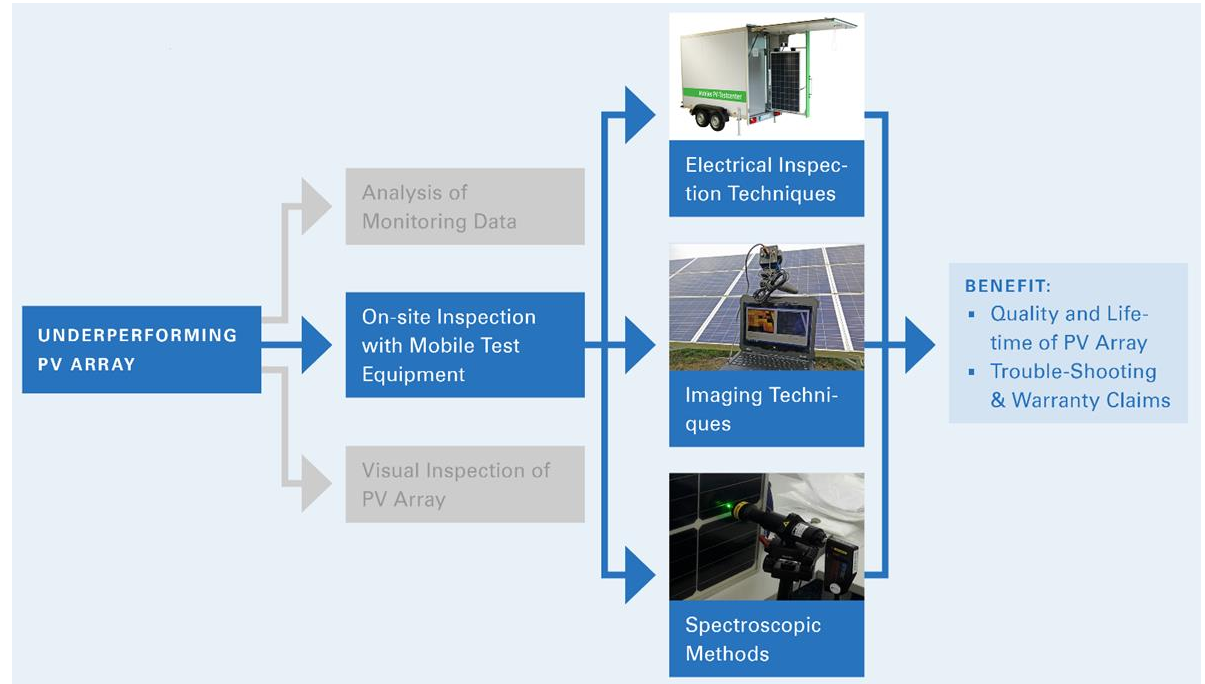 UNDERPERFORMING
PV ARRAY
Analysis of
Monitoring Data
On-site Inspection
with Mobile Test
Equipment
Visual Inspection of
PV Array
Electrical Inspec-
tion Techniques
Imaging Techni-
ques
Spectroscopic
Methods
BENEFIT:
▪ Quality and Life-
time of PV Array
▪ Trouble-Shooting
& Warranty Claims